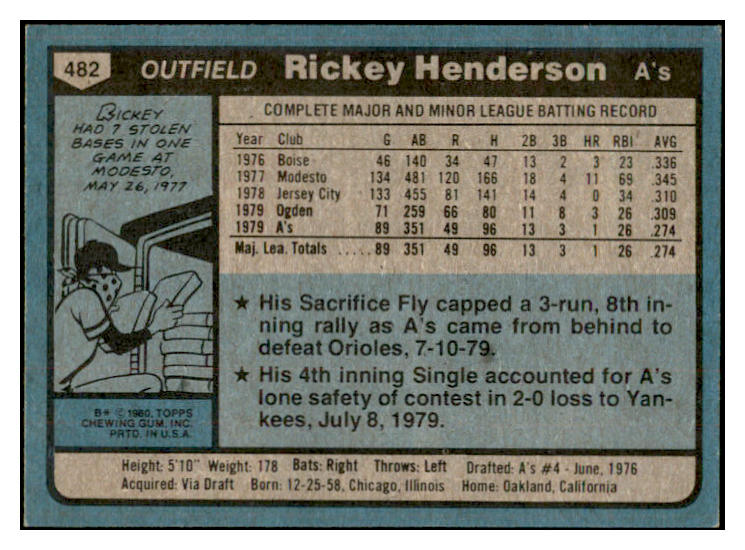 482 OUTFIELD Rickey Henderson A's
RICKEY
HAD 7 STOLEN
BASES IN ONE
GAME AT
MODESTO,
MAY 26, 1977
COMPLETE MAJOR AND MINOR LEAGUE BATTING RECORD
Year Club G AB R H 2B 3B HR RBI AVG
1976 Boise 46 140 34 47 13 2 3 23 .336
1977 Modesto 134 481 120 166 18 4 11 69 .345
1978 Jersey City 133 455 81 141 14 4 0 34 .310
1979 Ogden 71 259 66 80 11 8 3 26 .309
1979 A's 89 351 49 96 13 3 1 26 .274
Maj. Lea. Totals ..... 89 351 49 96 13 3 1 26 .274
★ His Sacrifice Fly capped a 3-run, 8th in-
ning rally as A's came from behind to
defeat Orioles, 7-10-79.
★ His 4th inning Single accounted for A's
lone safety of contest in 2-0 loss to Yan-
kees, July 8, 1979.
B* © 1980, TOPPS
CHEWING GUM, INC.
PRTD. IN U.S.A.
Height: 5'10" Weight: 178 Bats: Right Throws: Left Drafted: A's #4 - June, 1976
Acquired: Via Draft Born: 12-25-58, Chicago, Illinois Home: Oakland, California